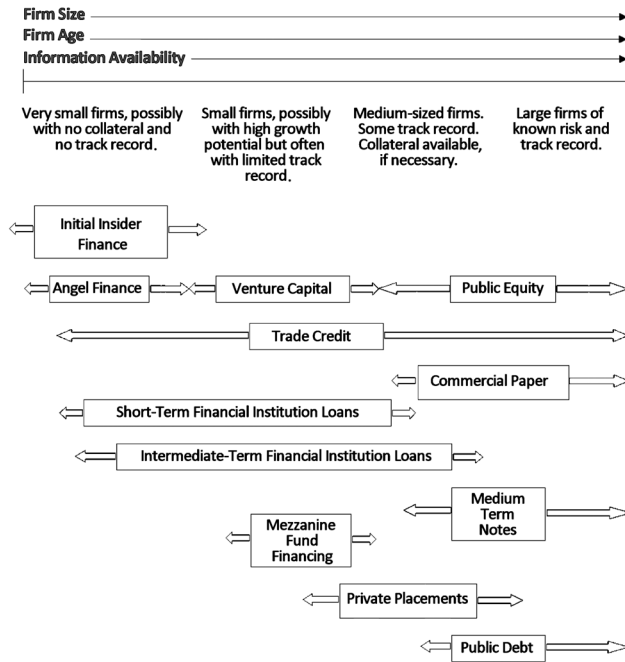 Firm Size
Firm Age
Information Availability
Very small firms, possibly
with no collateral and
no track record.
Small firms, possibly
with high growth
potential but often
with limited track
record.
Medium-sized firms.
Some track record.
Collateral available,
if necessary.
Large firms of
known risk and
track record.
Initial Insider
Finance
Angel Finance
Venture Capital
Public Equity
Trade Credit
Commercial Paper
Short-Term Financial Institution Loans
Intermediate-Term Financial Institution Loans
Medium
Term
Notes
Mezzanine
Fund
Financing
Private Placements
Public Debt